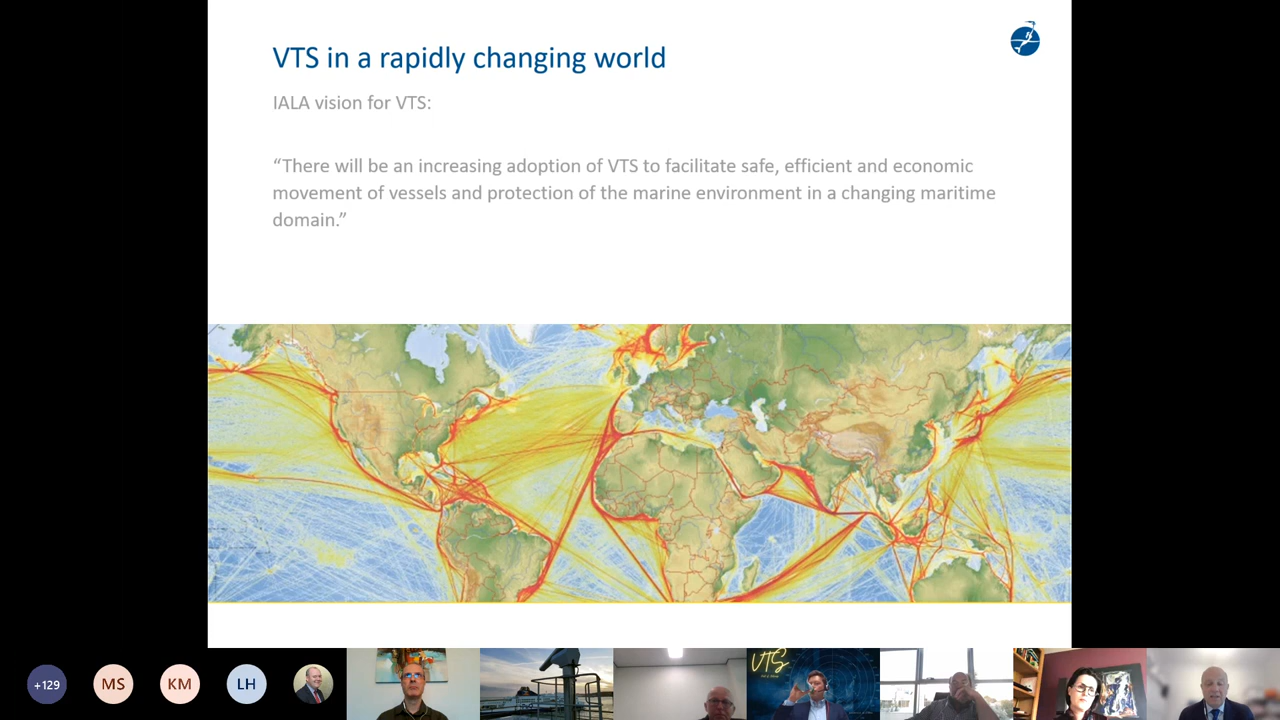 VTS in a rapidly changing world
IALA vision for VTS:
“There will be an increasing adoption of VTS to facilitate safe, efficient and economic
movement of vessels and protection of the marine environment in a changing maritime
domain.”
+129
MS
KM
LH
VTS